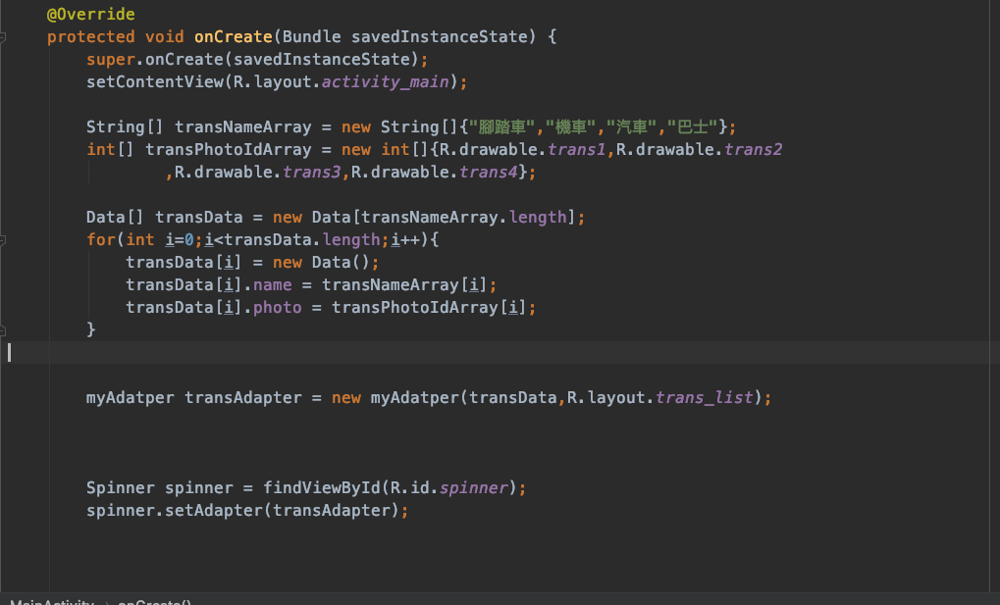 @Override
protected void onCreate(Bundle savedInstanceState) {
super.onCreate(savedInstanceState);
setContentView(R.layout.activity_main);
String[] transNameArray = new String[]{"腳踏車","機車","汽車","巴士"};
int[] transPhotoIdArray = new int[]{R.drawable.trans1,R.drawable.trans2
,R.drawable.trans3,R.drawable.trans4};
Data[] transData = new Data[transNameArray.length];
for(int i=0;i<transData.length;i++){
transData[i] = new Data();
transData[i].name = transNameArray[i];
transData[i].photo = transPhotoIdArray[i];
}
myAdatper transAdapter = new myAdatper(transData,R.layout.trans_list);
Spinner spinner = findViewById(R.id.spinner);
spinner.setAdapter(transAdapter);
MainActivity › onCreate()